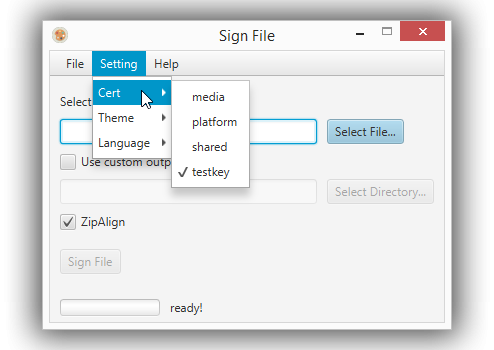 Sign File
File Setting Help
Cert
media
Theme
platform
Language
shared
testkey
Select File...
Use custom outp
Select Directory...
ZipAlign
Sign File
ready!